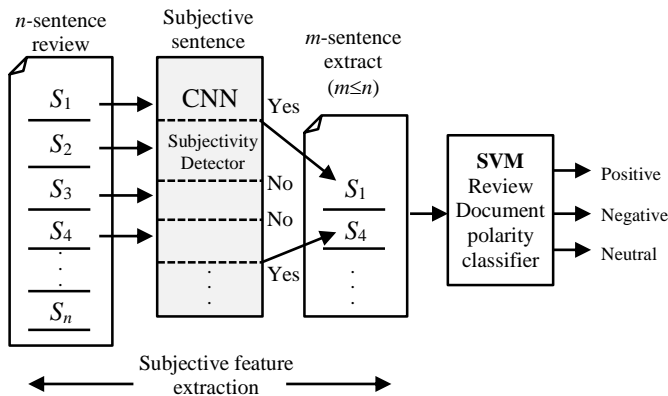 n-sentence
review
S1
S2
S3
S4
.
.
.
Sn
Subjective
sentence
CNN
Subjectivity
Detector
.
.
.
Yes
No
No
Yes
m-sentence
extract
(m≤n)
S1
S4
.
.
.
SVM
Review
Document
polarity
classifier
Positive
Negative
Neutral
Subjective feature
extraction